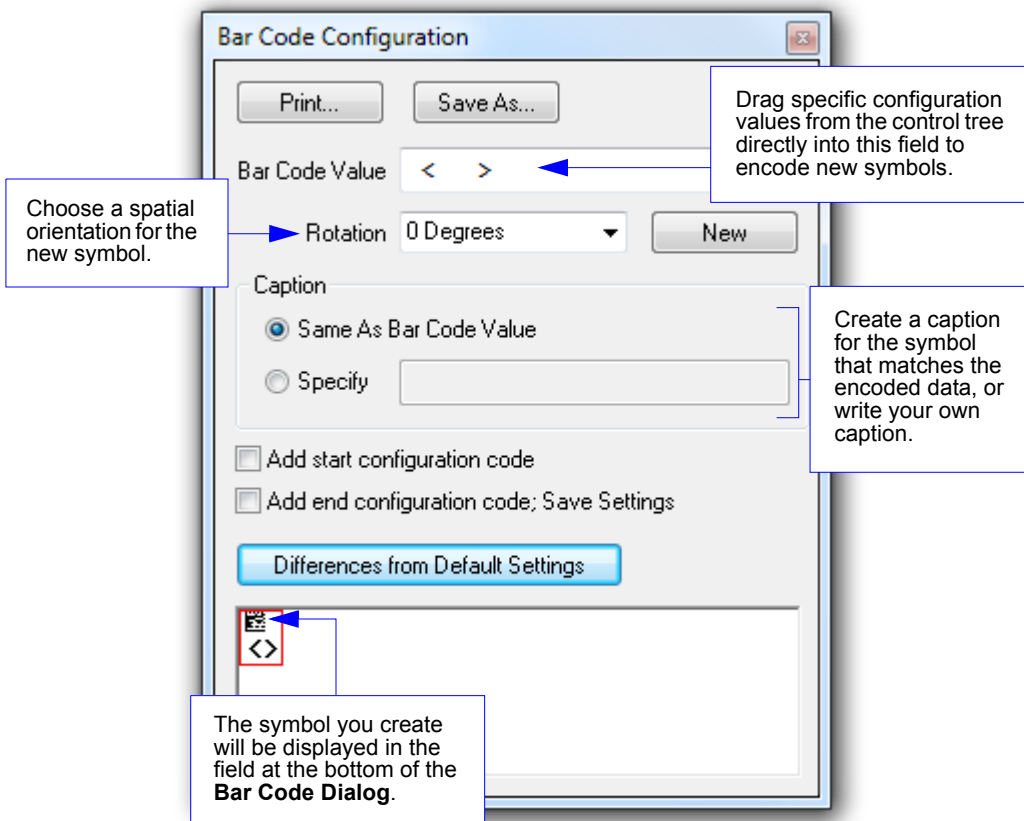 Bar Code Configuration
Print...
Save As...
Drag specific configuration
values from the control tree
directly into this field to
encode new symbols.
Bar Code Value
< >
Choose a spatial
orientation for the
new symbol.
Rotation
0 Degrees
New
Caption
Same As Bar Code Value
Specify
Create a caption
for the symbol
that matches the
encoded data, or
write your own
caption.
Add start configuration code
Add end configuration code; Save Settings
Differences from Default Settings
<>
The symbol you create
will be displayed in the
field at the bottom of the
Bar Code Dialog.